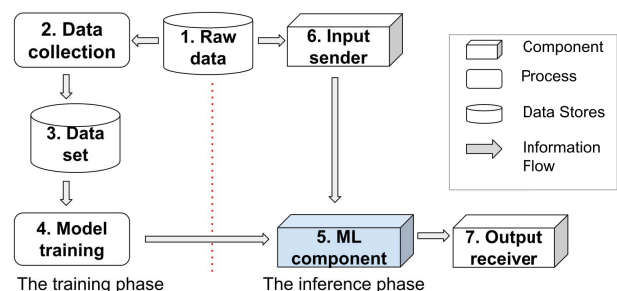 2. Data
collection
1. Raw
data
6. Input
sender
3. Data
set
4. Model
training
5. ML
component
7. Output
receiver
The training phase
The inference phase
Component
Process
Data Stores
Information
Flow